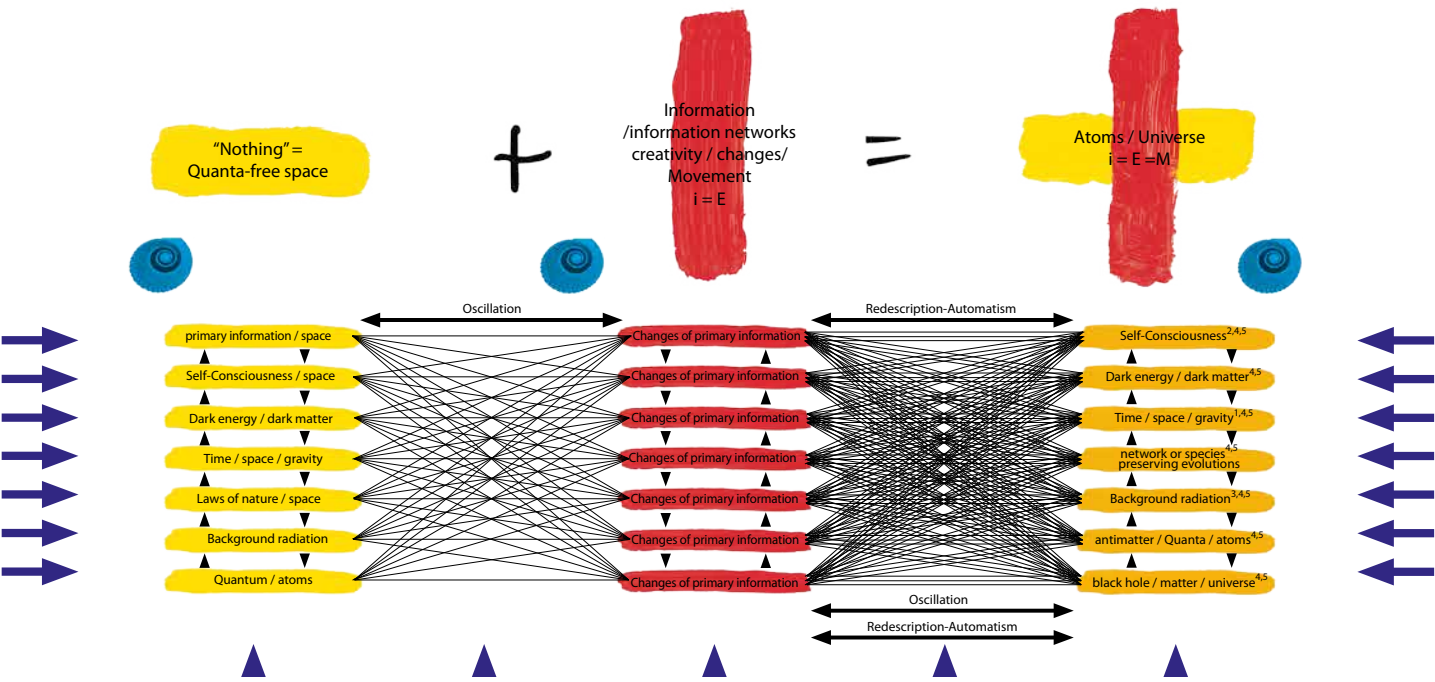 "Nothing" =
Quanta-free space
+
Information
/information networks
creativity / changes/
Movement
i = E
=
Atoms / Universe
i = E =M
Oscillation
Redescription-Automatism
primary information / space
Changes of primary information
Self-Consciousness2,4,5
Self-Consciousness / space
Changes of primary information
Dark energy / dark matter4,5
Dark energy / dark matter
Changes of primary information
Time / space / gravity1,4,5
Time / space / gravity
Changes of primary information
network or species4,5
preserving evolutions
Laws of nature / space
Changes of primary information
Background radiation3,4,5
Background radiation
Changes of primary information
antimatter / Quanta / atoms4,5
Quantum / atoms
Changes of primary information
black hole / matter / universe4,5
Oscillation
Redescription-Automatism